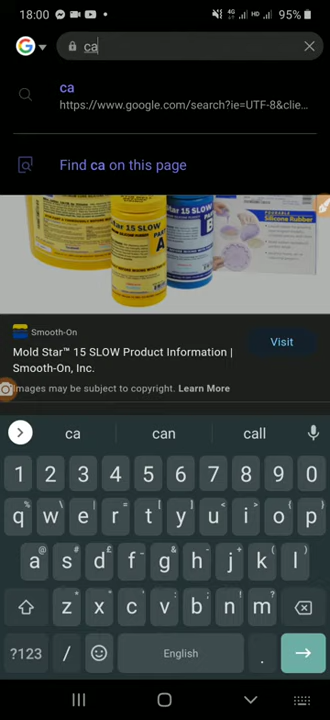 18:00 4G HD 95%
G ca
ca
https://www.google.com/search?ie=UTF-8&clie...
Find ca on this page
Star 15 SLOW
A
Star 15 SLOW
B
Silicone Rubber
Smooth-On
Mold Star™ 15 SLOW Product Information |
Smooth-On, Inc.
Visit
Images may be subject to copyright. Learn More
ca can call
1 2 3 4 5 6 7 8 9 0
q w e r t y u i o p
a s d f g h j k l
z x c v b n m
?123 / English .